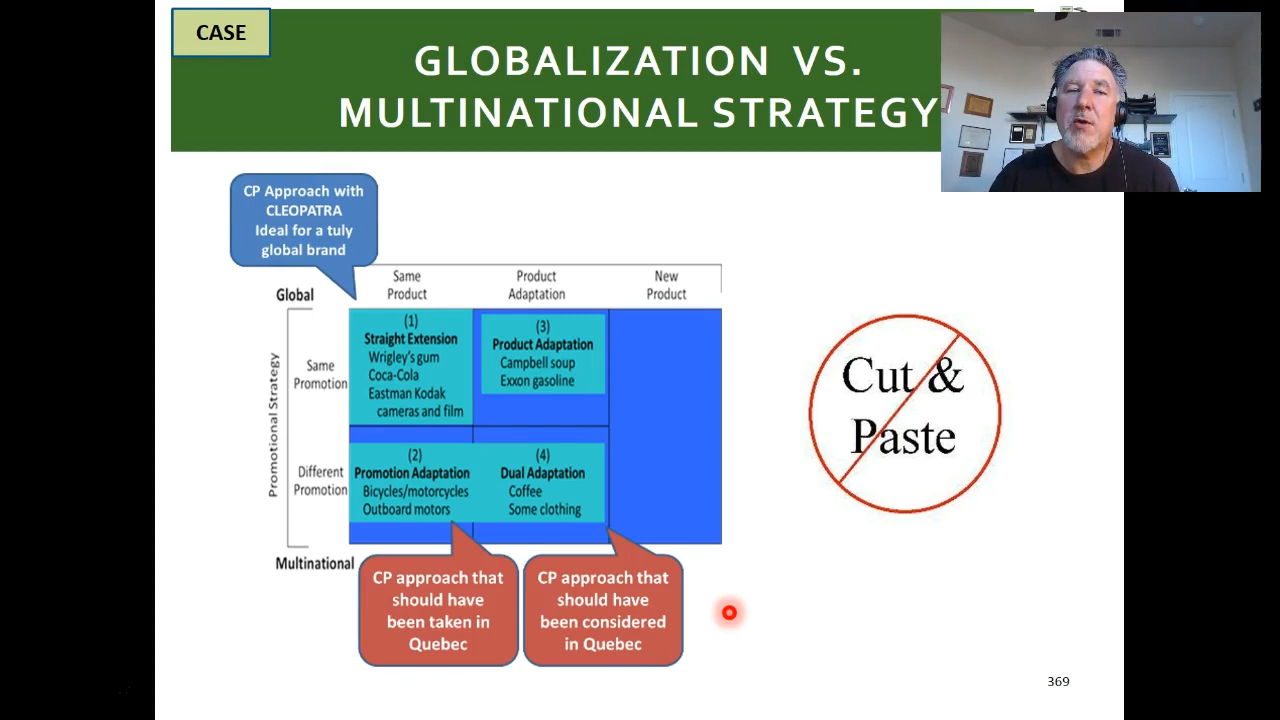 CASE
GLOBALIZATION VS.
MULTINATIONAL STRATEGY
CP Approach with
CLEOPATRA
Ideal for a tuly
global brand
Same
Product
Product
Adaptation
New
Product
Global
Promotional Strategy
Same
Promotion
(1)
Straight Extension
Wrigley's gum
Coca-Cola
Eastman Kodak
cameras and film
(3)
Product Adaptation
Campbell soup
Exxon gasoline
Different
Promotion
(2)
Promotion Adaptation
Bicycles/motorcycles
Outboard motors
(4)
Dual Adaptation
Coffee
Some clothing
Multinational
CP approach that
should have
been taken in
Quebec
CP approach that
should have
been considered
in Quebec
Cut &
Paste
369